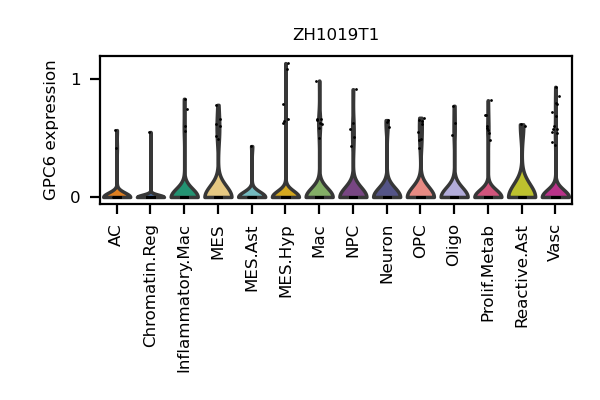 ZH1019T1
GPC6 expression
1
0
AC
Chromatin.Reg
Inflammatory.Mac
MES
MES.Ast
MES.Hyp
Mac
NPC
Neuron
OPC
Oligo
Prolif.Metab
Reactive.Ast
Vasc